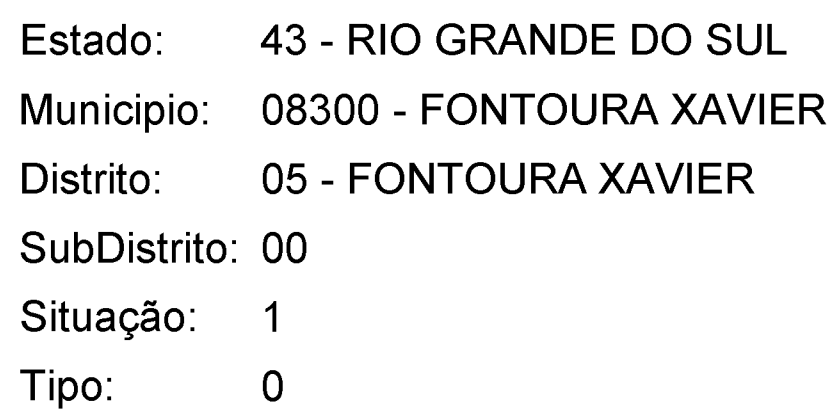 Estado: 43 - RIO GRANDE DO SUL
Municipio: 08300 - FONTOURA XAVIER
Distrito: 05 - FONTOURA XAVIER
SubDistrito: 00
Situação: 1
Tipo: 0